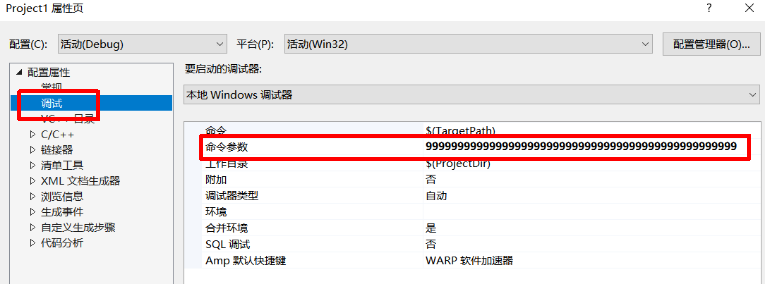 Project1 属性页
?
配置(C): 活动(Debug) 平台(P): 活动(Win32) 配置管理器(O)...
配置属性
常规
调试
VC++ 目录
C/C++
链接器
清单工具
XML 文档生成器
浏览信息
生成事件
自定义生成步骤
代码分析
要启动的调试器:
本地 Windows 调试器
命令 $(TargetPath)
命令参数
工作目录 $(ProjectDir)
附加 否
调试器类型 自动
环境
合并环境 是
SQL 调试 否
Amp 默认快捷键 WARP 软件加速器